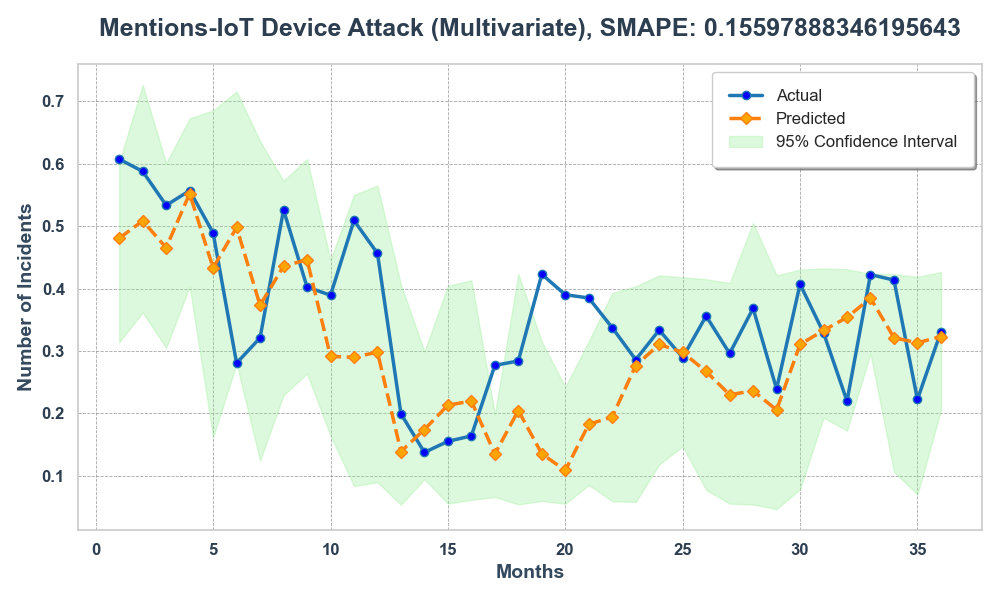 Mentions-IoT Device Attack (Multivariate), SMAPE: 0.15597888346195643
Actual
Predicted
95% Confidence Interval
Number of Incidents
0.7
0.6
0.5
0.4
0.3
0.2
0.1
0 5 10 15 20 25 30 35
Months